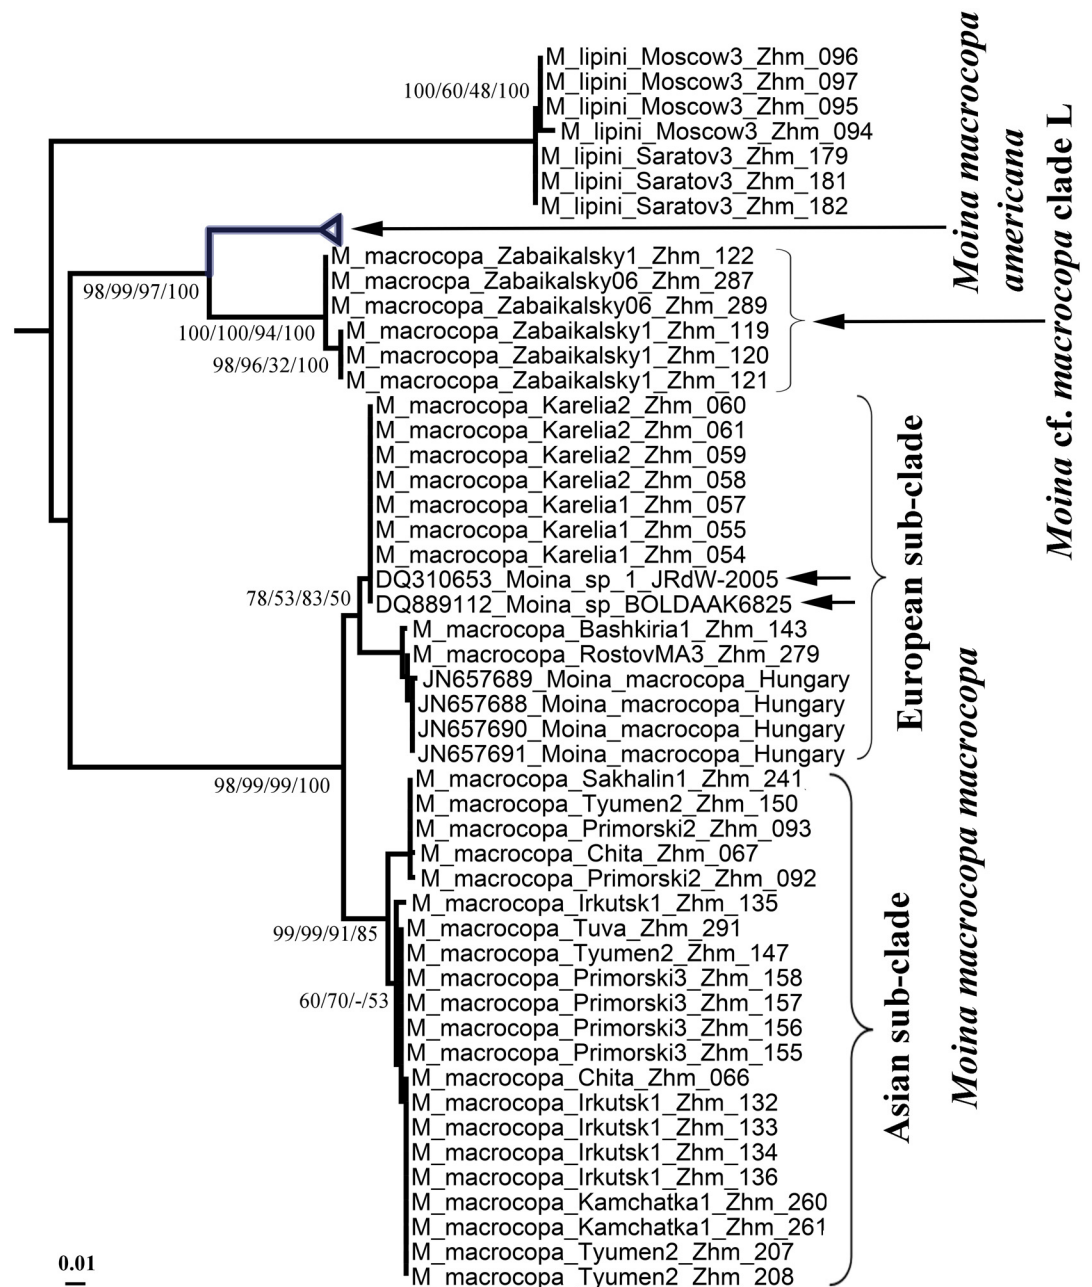 M_lipini_Moscow3_Zhm_096
M_lipini_Moscow3_Zhm_097
100/60/48/100
M_lipini_Moscow3_Zhm_095
M_lipini_Moscow3_Zhm_094
M_lipini_Saratov3_Zhm_179
M_lipini_Saratov3_Zhm_181
M_lipini_Saratov3_Zhm_182
Moina macrocopa
americana
M_macrocopa_Zabaikalsky1_Zhm_122
M_macrocpa_Zabaikalsky06_Zhm_287
98/99/97/100
M_macrocopa_Zabaikalsky06_Zhm_289
100/100/94/100
M_macrocopa_Zabaikalsky1_Zhm_119
M_macrocopa_Zabaikalsky1_Zhm_120
98/96/32/100
M_macrocopa_Zabaikalsky1_Zhm_121
Moina cf. macrocopa clade L
M_macrocopa_Karelia2_Zhm_060
M_macrocopa_Karelia2_Zhm_061
M_macrocopa_Karelia2_Zhm_059
M_macrocopa_Karelia2_Zhm_058
M_macrocopa_Karelia1_Zhm_057
M_macrocopa_Karelia1_Zhm_055
M_macrocopa_Karelia1_Zhm_054
DQ310653_Moina_sp_1_JRdW-2005
78/53/83/50
DQ889112_Moina_sp_BOLDAAK6825
M_macrocopa_Bashkiria1_Zhm_143
M_macrocopa_RostovMA3_Zhm_279
JN657689_Moina_macrocopa_Hungary
JN657688_Moina_macrocopa_Hungary
JN657690_Moina_macrocopa_Hungary
JN657691_Moina_macrocopa_Hungary
European sub-clade
98/99/99/100
M_macrocopa_Sakhalin1_Zhm_241
M_macrocopa_Tyumen2_Zhm_150
M_macrocopa_Primorski2_Zhm_093
M_macrocopa_Chita_Zhm_067
M_macrocopa_Primorski2_Zhm_092
M_macrocopa_Irkutsk1_Zhm_135
99/99/91/85
M_macrocopa_Tuva_Zhm_291
M_macrocopa_Tyumen2_Zhm_147
M_macrocopa_Primorski3_Zhm_158
60/70/-/53
M_macrocopa_Primorski3_Zhm_157
M_macrocopa_Primorski3_Zhm_156
M_macrocopa_Primorski3_Zhm_155
M_macrocopa_Chita_Zhm_066
M_macrocopa_Irkutsk1_Zhm_132
M_macrocopa_Irkutsk1_Zhm_133
M_macrocopa_Irkutsk1_Zhm_134
M_macrocopa_Irkutsk1_Zhm_136
M_macrocopa_Kamchatka1_Zhm_260
M_macrocopa_Kamchatka1_Zhm_261
M_macrocopa_Tyumen2_Zhm_207
M_macrocopa_Tyumen2_Zhm_208
Asian sub-clade
Moina macrocopa macrocopa
0.01